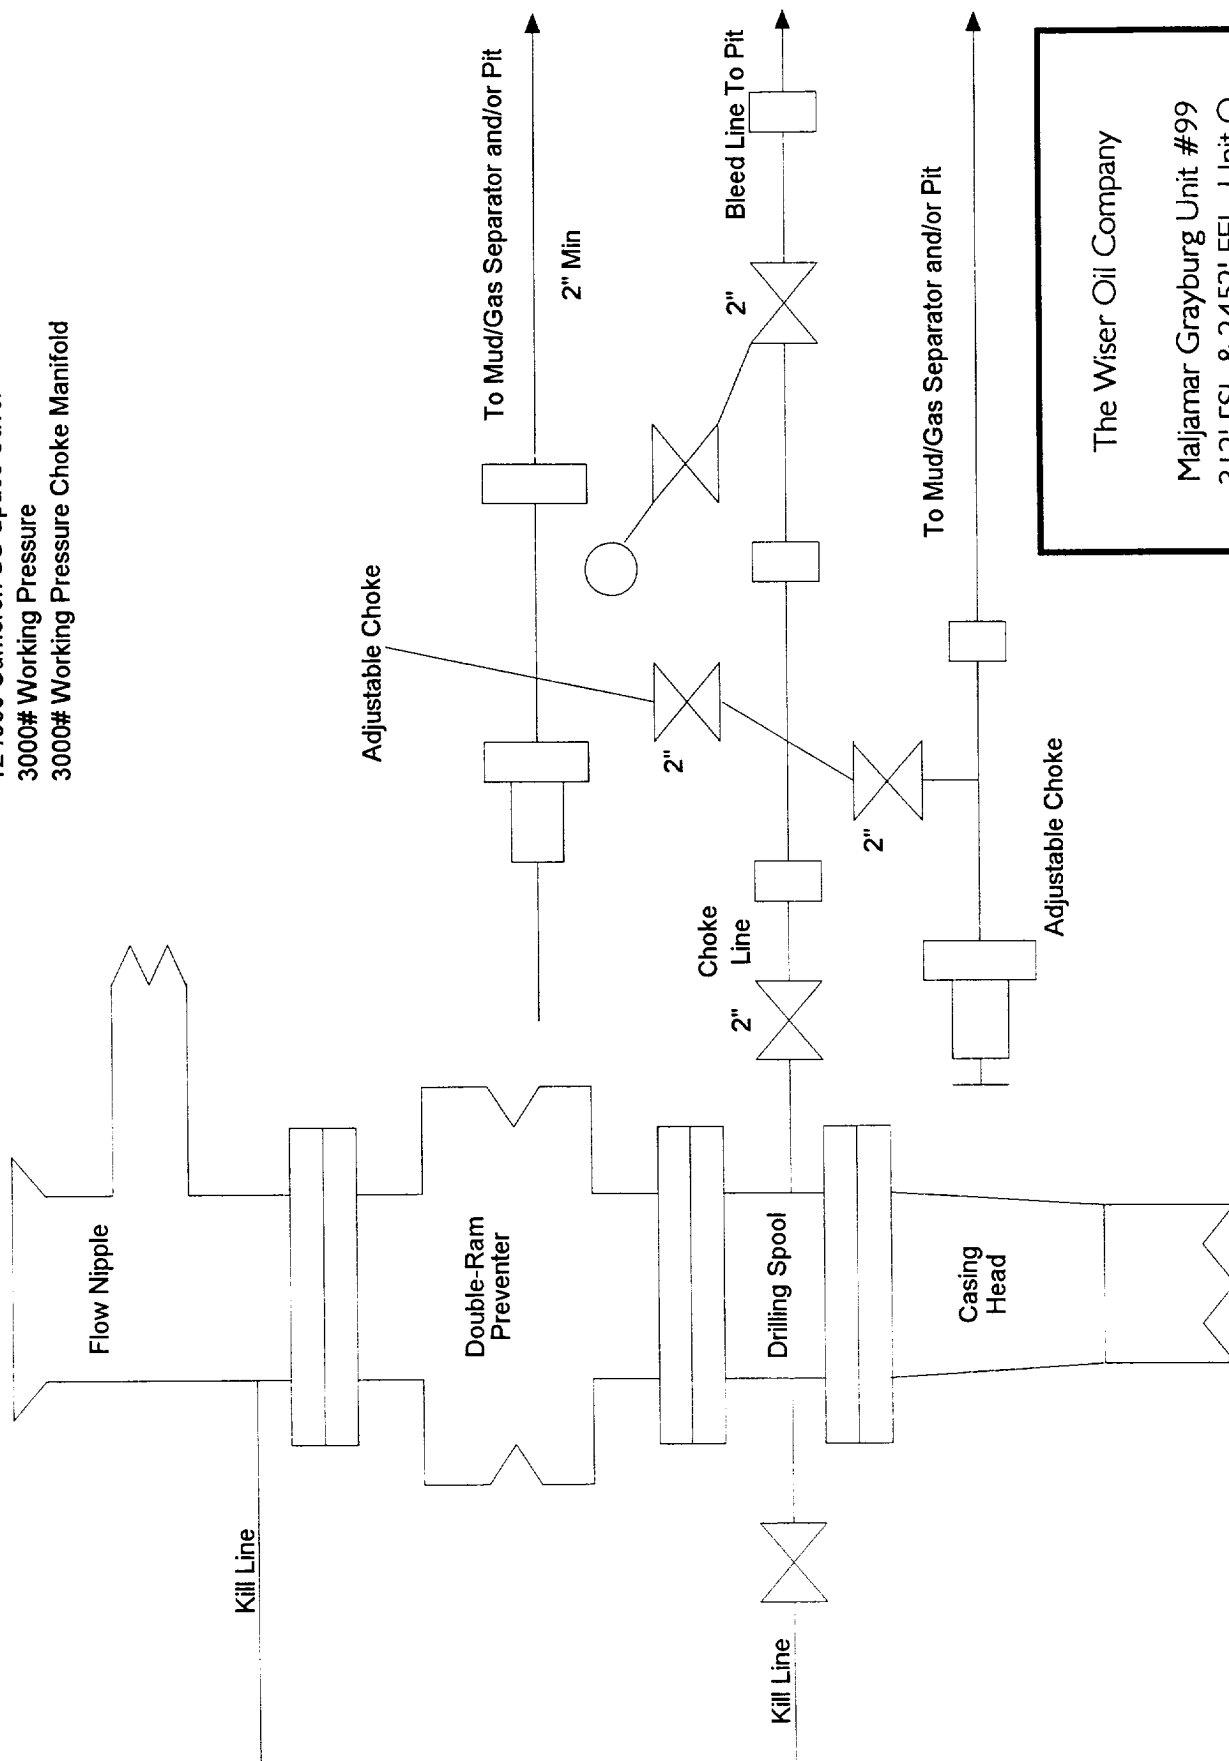 3000# Working Pressure
3000# Working Pressure Choke Manifold
Flow Nipple
Kill Line
Double-Ram
Preventer
Adjustable Choke
To Mud/Gas Separator and/or Pit
2" Min
Drilling Spool
Kill Line
2"
Choke
Line
2"
2"
2"
Bleed Line To Pit
Casing
Head
Adjustable Choke
To Mud/Gas Separator and/or Pit
The Wiser Oil Company
Maljamar Grayburg Unit #99